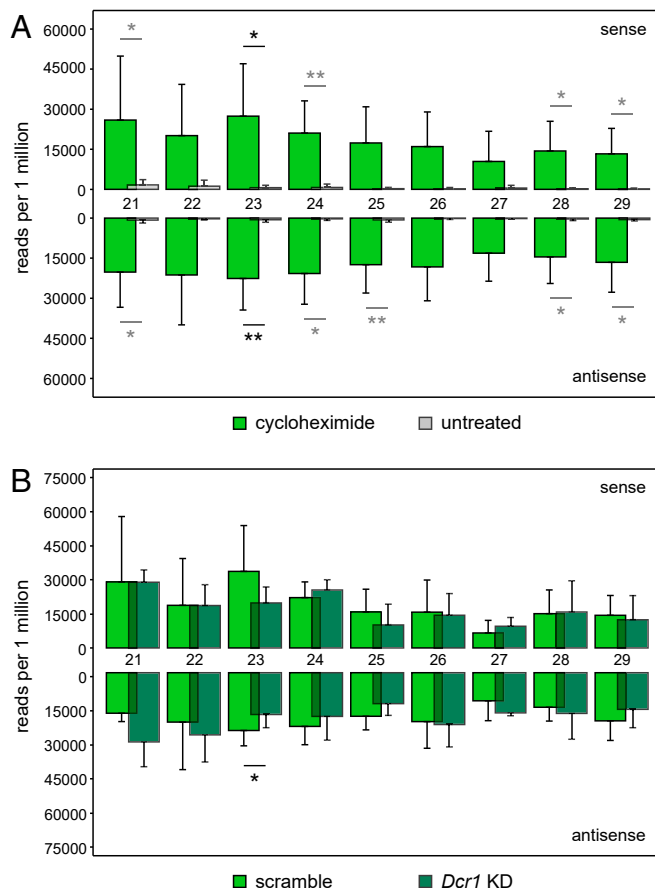 A
sense
60000
45000
30000
15000
0
* * ** * *
21 22 23 24 25 26 27 28 29
reads per 1 million
0
15000
30000
45000
60000
* ** * ** * *
antisense
cycloheximide untreated
B
sense
75000
60000
45000
30000
15000
0
21 22 23 24 25 26 27 28 29
reads per 1 million
0
15000
30000
45000
60000
75000
*
antisense
scramble Dcr1 KD